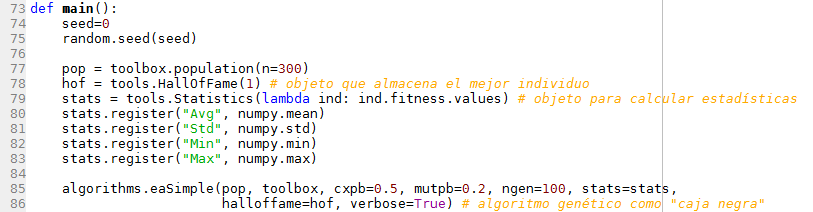 73 def main():
74     seed=0
75     random.seed(seed)
76
77     pop = toolbox.population(n=300)
78     hof = tools.HallOfFame(1) # objeto que almacena el mejor individuo
79     stats = tools.Statistics(lambda ind: ind.fitness.values) # objeto para calcular estadísticas
80     stats.register("Avg", numpy.mean)
81     stats.register("Std", numpy.std)
82     stats.register("Min", numpy.min)
83     stats.register("Max", numpy.max)
84
85     algorithms.eaSimple(pop, toolbox, cxpb=0.5, mutpb=0.2, ngen=100, stats=stats,
86                         halloffame=hof, verbose=True) # algoritmo genético como "caja negra"